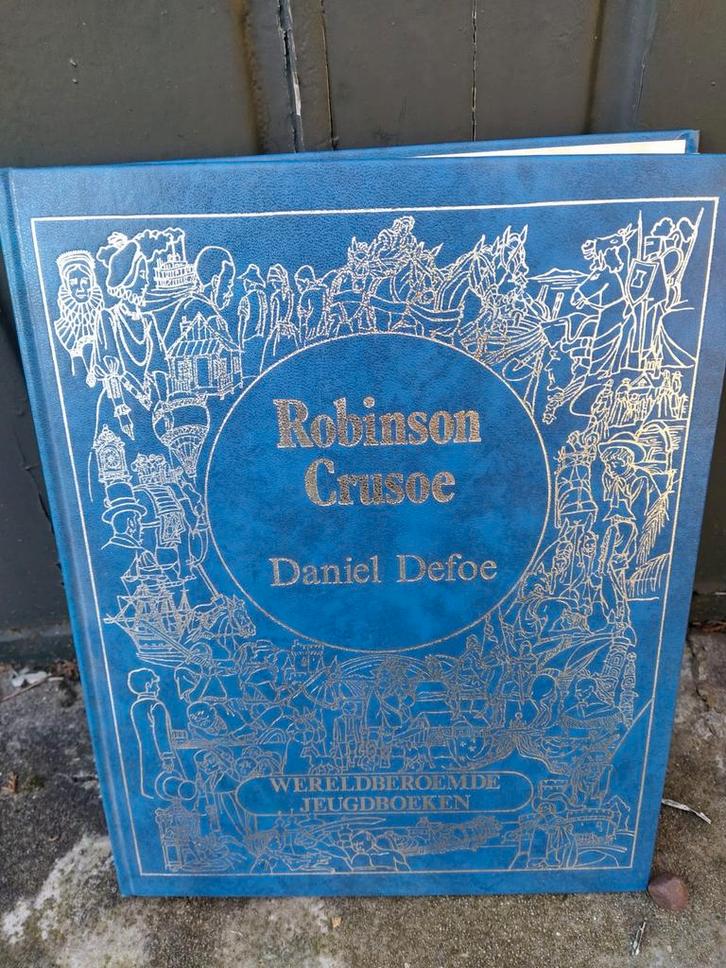 Robinson
Crusoe
Daniel Defoe
WERELDBEROEMDE
JEUGDBOEKEN